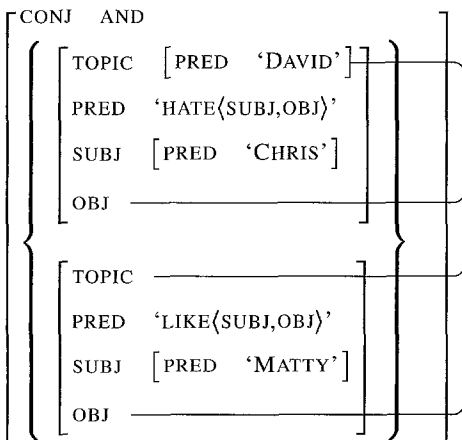 CONJ AND
TOPIC [PRED ‘DAVID’]
PRED ‘HATE⟨SUBJ,OBJ⟩’
SUBJ [PRED ‘CHRIS’]
OBJ
TOPIC
PRED ‘LIKE⟨SUBJ,OBJ⟩’
SUBJ [PRED ‘MATTY’]
OBJ